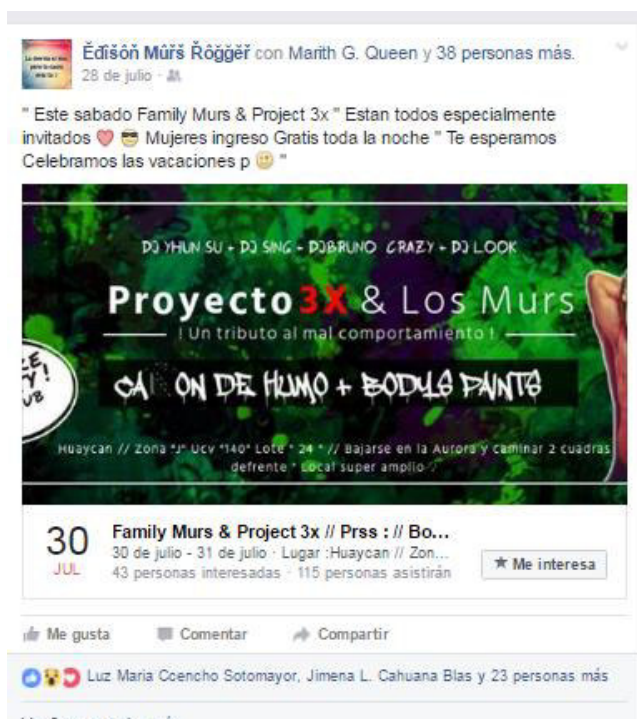 Ēđîšôñ Mûřš Řôğğěř con Marith G. Queen y 38 personas más.
28 de julio ·
" Este sabado Family Murs & Project 3x " Estan todos especialmente
invitados ❤️ 😎 Mujeres ingreso Gratis toda la noche " Te esperamos
Celebramos las vacaciones p 🙂 "
DJ YHUN SU + DJ SING + DJBRUNO CRAZY + DJ LOOK
Proyecto 3X & Los Murs
! Un tributo al mal comportamiento !
CA ON DE HUMO + BODYS PAINTS
Huaycan // Zona "J" Ucv "140" Lote " 24 " // Bajarse en la Aurora y caminar 2 cuadras
defrente * Local super amplio
30
JUL
Family Murs & Project 3x // Prss : // Bo...
30 de julio - 31 de julio · Lugar :Huaycan // Zon...
43 personas interesadas · 115 personas asistirán
★ Me interesa
Me gusta
Comentar
Compartir
Luz Maria Ccencho Sotomayor, Jimena L. Cahuana Blas y 23 personas más